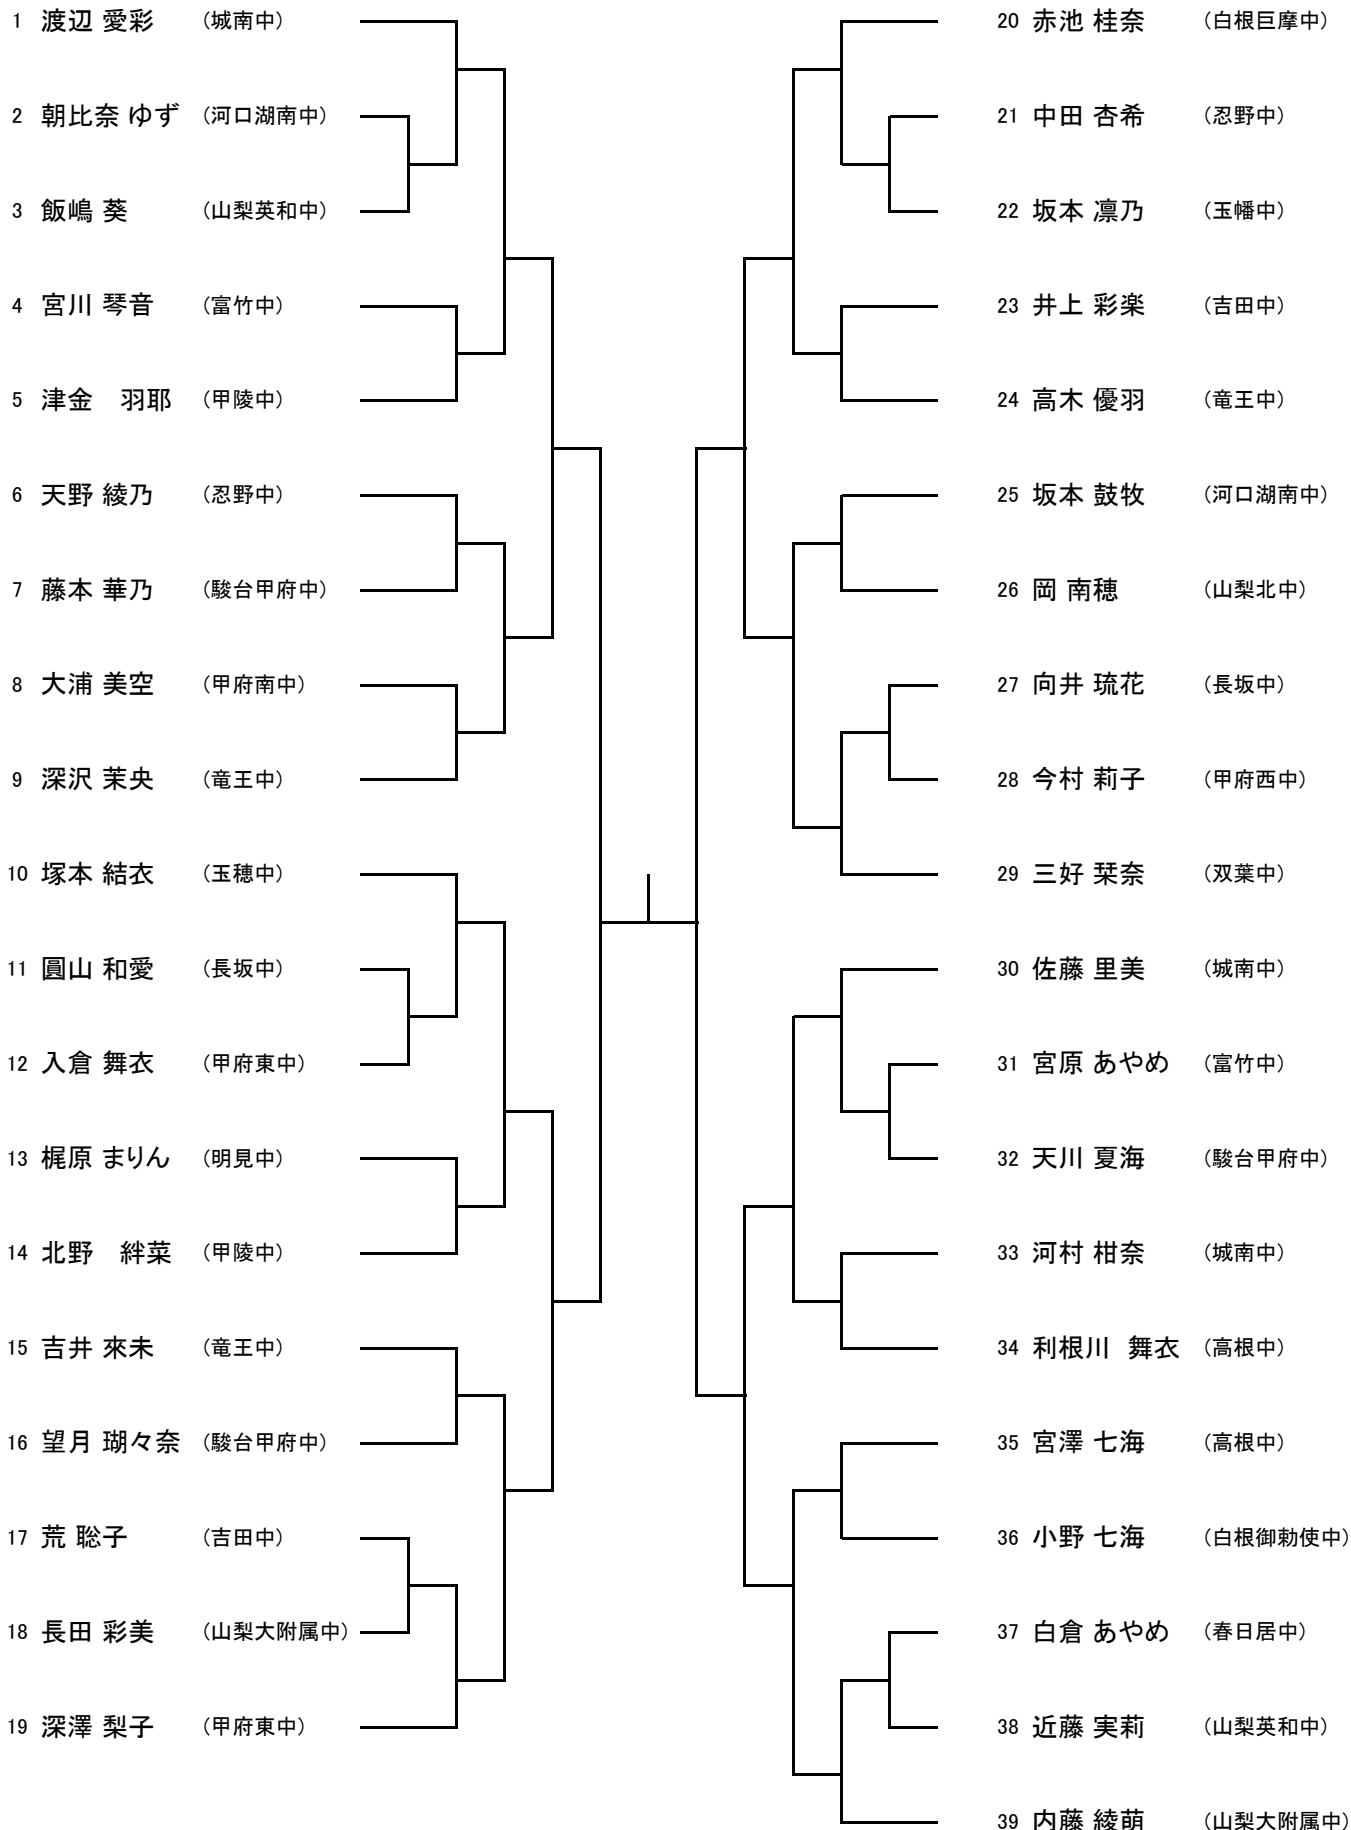 1 渡辺 愛彩 （城南中）
2 朝比奈 ゆず （河口湖南中）
3 飯嶋 葵 （山梨英和中）
4 宮川 琴音 （富竹中）
5 津金　羽耶 （甲陵中）
6 天野 綾乃 （忍野中）
7 藤本 華乃 （駿台甲府中）
8 大浦 美空 （甲府南中）
9 深沢 茉央 （竜王中）
10 塚本 結衣 （玉穂中）
11 圓山 和愛 （長坂中）
12 入倉 舞衣 （甲府東中）
13 梶原 まりん （明見中）
14 北野　絆菜 （甲陵中）
15 吉井 來未 （竜王中）
16 望月 瑚々奈 （駿台甲府中）
17 荒 聡子 （吉田中）
18 長田 彩美 （山梨大附属中）
19 深澤 梨子 （甲府東中）
20 赤池 桂奈 （白根巨摩中）
21 中田 杏希 （忍野中）
22 坂本 凛乃 （玉幡中）
23 井上 彩楽 （吉田中）
24 高木 優羽 （竜王中）
25 坂本 鼓牧 （河口湖南中）
26 岡 南穂 （山梨北中）
27 向井 琉花 （長坂中）
28 今村 莉子 （甲府西中）
29 三好 栞奈 （双葉中）
30 佐藤 里美 （城南中）
31 宮原 あやめ （富竹中）
32 天川 夏海 （駿台甲府中）
33 河村 柑奈 （城南中）
34 利根川　舞衣 （高根中）
35 宮澤 七海 （高根中）
36 小野 七海 （白根御勅使中）
37 白倉 あやめ （春日居中）
38 近藤 実莉 （山梨英和中）
39 内藤 綾萌 （山梨大附属中）